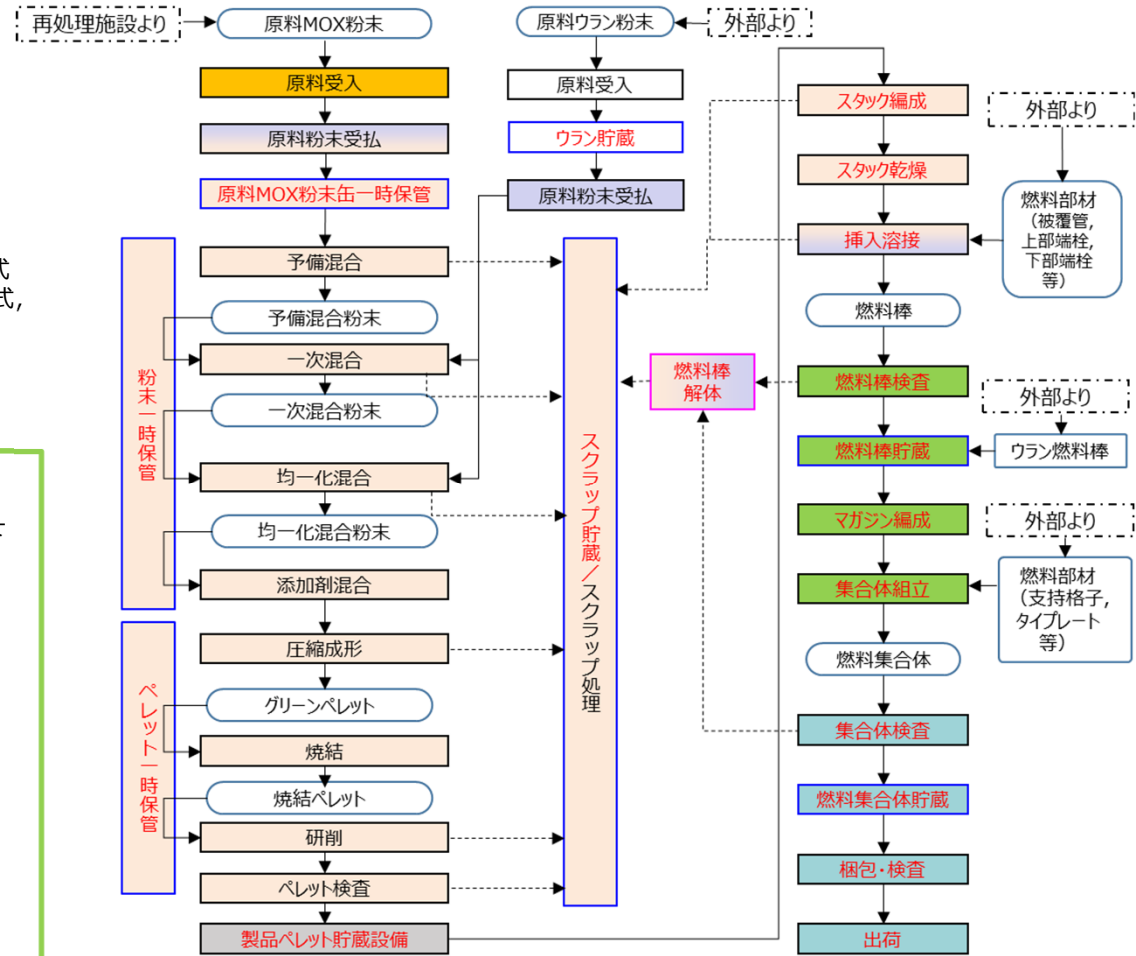 再処理施設より
原料MOX粉末
原料受入
原料粉末受払
原料MOX粉末缶一時保管
予備混合
予備混合粉末
一次混合
一次混合粉末
均一化混合
均一化混合粉末
添加剤混合
圧縮成形
グリーンペレット
焼結
焼結ペレット
研削
ペレット検査
製品ペレット貯蔵設備
粉末一時保管
ペレット一時保管
原料ウラン粉末
外部より
原料受入
ウラン貯蔵
原料粉末受払
スクラップ貯蔵/スクラップ処理
燃料棒
解体
スタック編成
スタック乾燥
挿入溶接
燃料棒
燃料棒検査
燃料棒貯蔵
マガジン編成
集合体組立
燃料集合体
集合体検査
燃料集合体貯蔵
梱包・検査
出荷
外部より
燃料部材
(被覆管,
上部端栓,
下部端栓
等)
外部より
ウラン燃料棒
外部より
燃料部材
(支持格子,
タイプレート
等)
式
式,